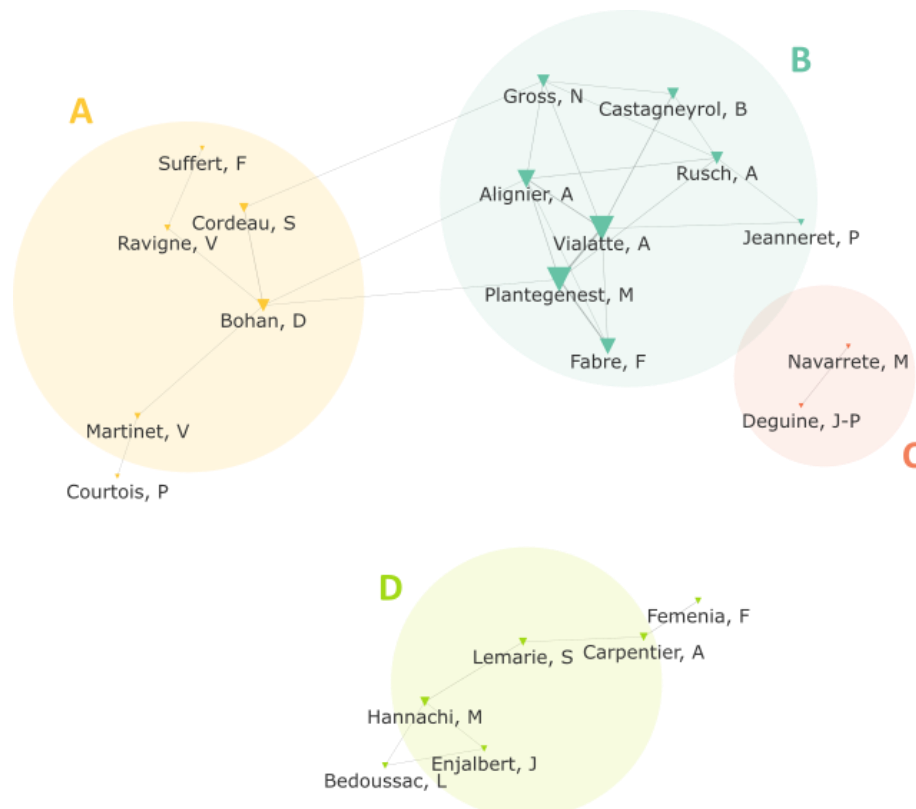 A
Suffert, F
Cordeau, S
Ravigne, V
Bohan, D
Martinet, V
Courtois, P
B
Gross, N
Castagneyrol, B
Rusch, A
Alignier, A
Vialatte, A
Jeanneret, P
Plantegenest, M
Fabre, F
Navarrete, M
Deguine, J-P
C
D
Femenia, F
Carpentier, A
Lemarie, S
Hannachi, M
Enjalbert, J
Bedoussac, L